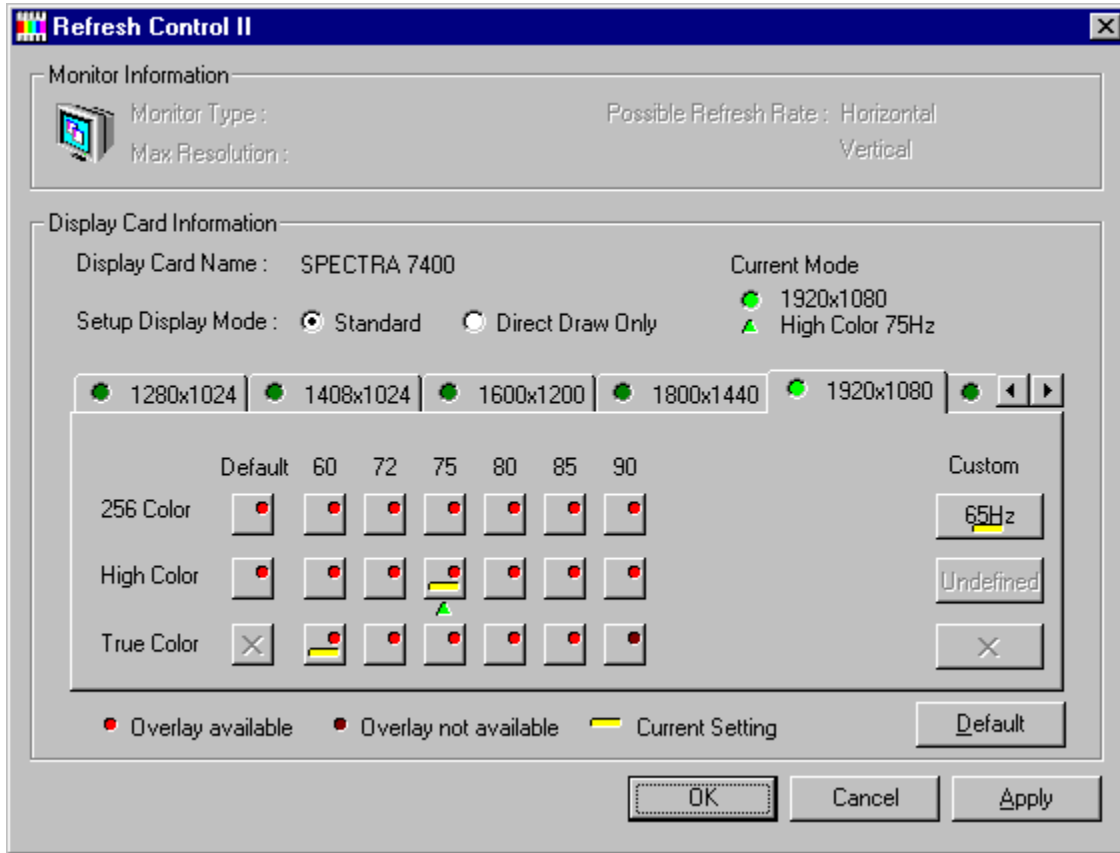 Refresh Control II
Monitor Information
Monitor Type : Possible Refresh Rate : Horizontal
Max Resolution : Vertical
Display Card Information
Display Card Name : SPECTRA 7400 Current Mode
1920x1080
Setup Display Mode : Standard Direct Draw Only High Color 75Hz
1280x1024 1408x1024 1600x1200 1800x1440 1920x1080
Default 60 72 75 80 85 90 Custom
256 Color 65Hz
High Color Undefined
True Color
Overlay available Overlay not available Current Setting Default
OK Cancel Apply